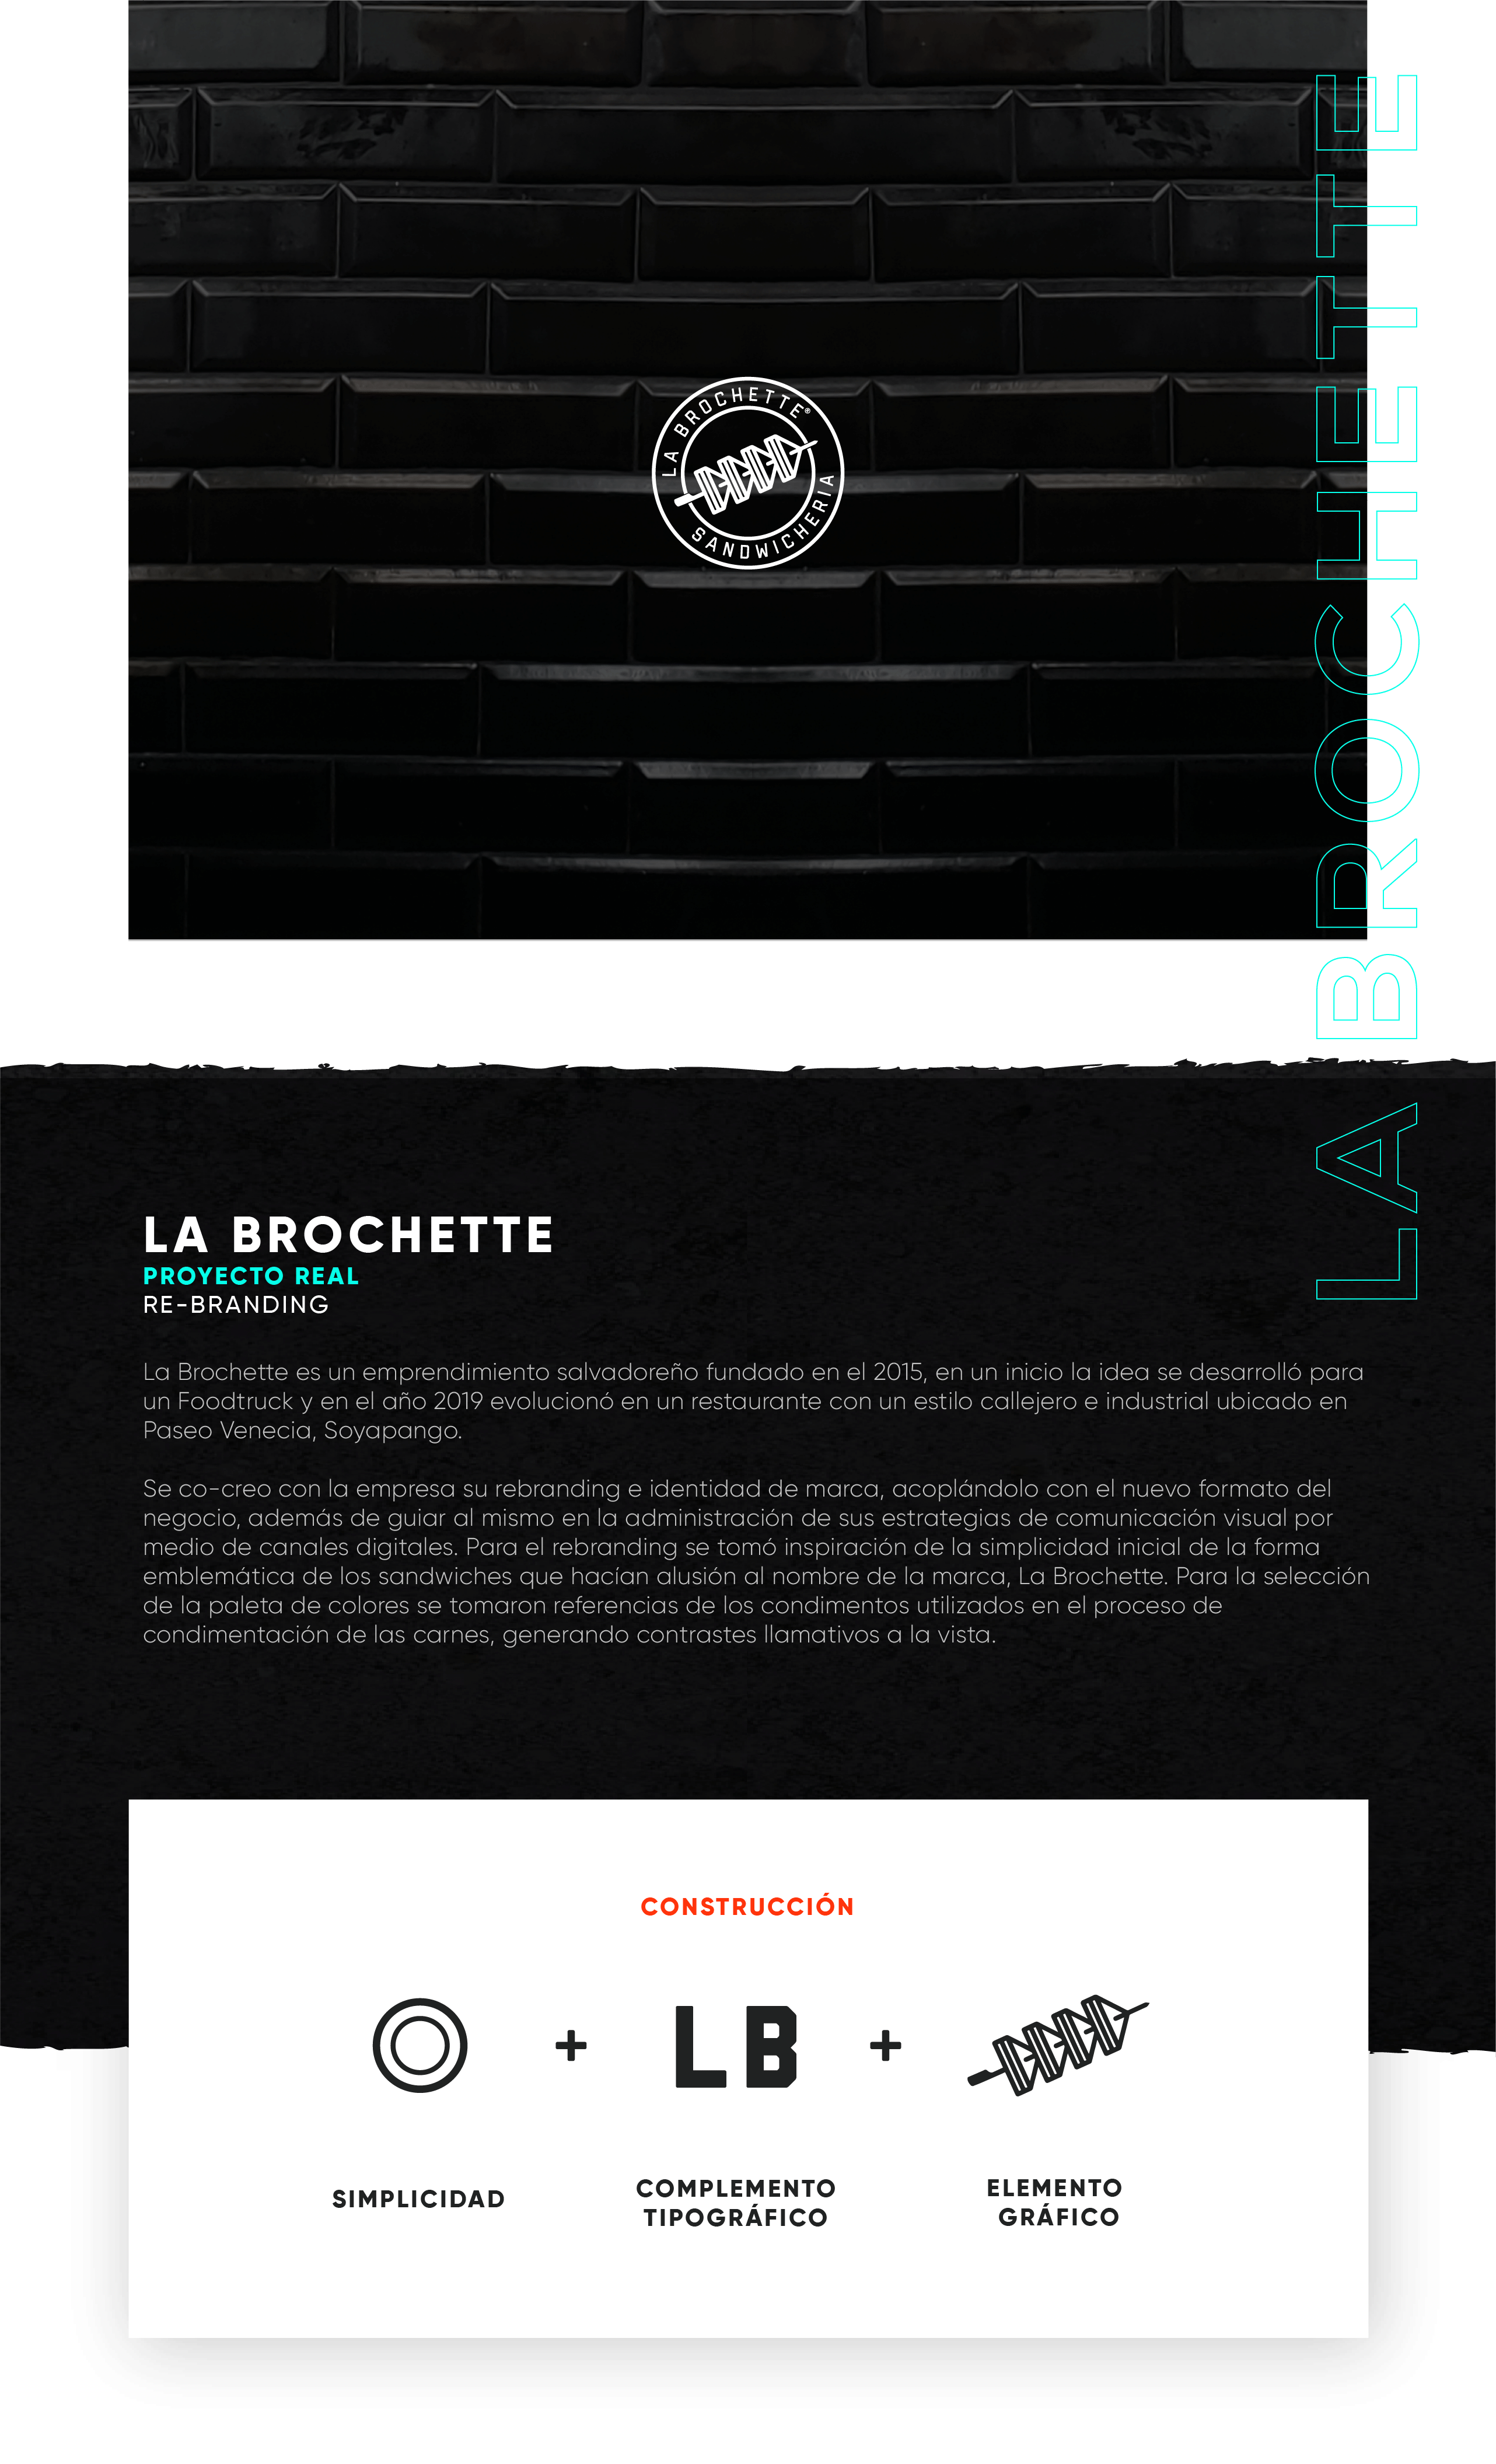 LA BROCHETTE®
SANDWICHERIA
LA BROCHETTE
LA BROCHETTE
PROYECTO REAL
RE-BRANDING
La Brochette es un emprendimiento salvadoreño fundado en el 2015, en un inicio la idea se desarrolló para
un Foodtruck y en el año 2019 evolucionó en un restaurante con un estilo callejero e industrial ubicado en
Paseo Venecia, Soyapango.
Se co-creo con la empresa su rebranding e identidad de marca, acoplándolo con el nuevo formato del
negocio, además de guiar al mismo en la administración de sus estrategias de comunicación visual por
medio de canales digitales. Para el rebranding se tomó inspiración de la simplicidad inicial de la forma
emblemática de los sandwiches que hacían alusión al nombre de la marca, La Brochette. Para la selección
de la paleta de colores se tomaron referencias de los condimentos utilizados en el proceso de
condimentación de las carnes, generando contrastes llamativos a la vista.
CONSTRUCCIÓN
+ LB +
SIMPLICIDAD
COMPLEMENTO
TIPOGRÁFICO
ELEMENTO
GRÁFICO